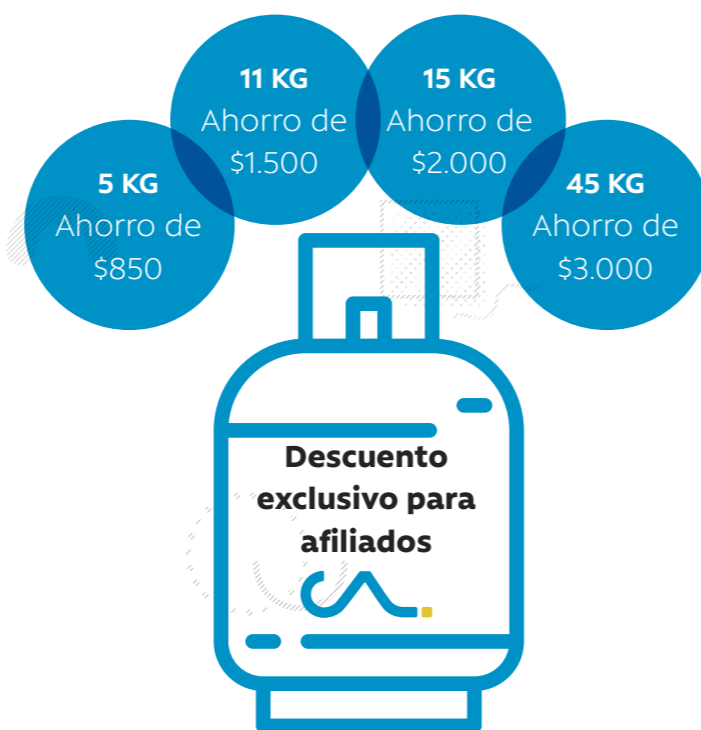 5 KG
Ahorro de
$850
11 KG
Ahorro de
$1.500
15 KG
Ahorro de
$2.000
45 KG
Ahorro de
$3.000
Descuento
exclusivo para
afiliados